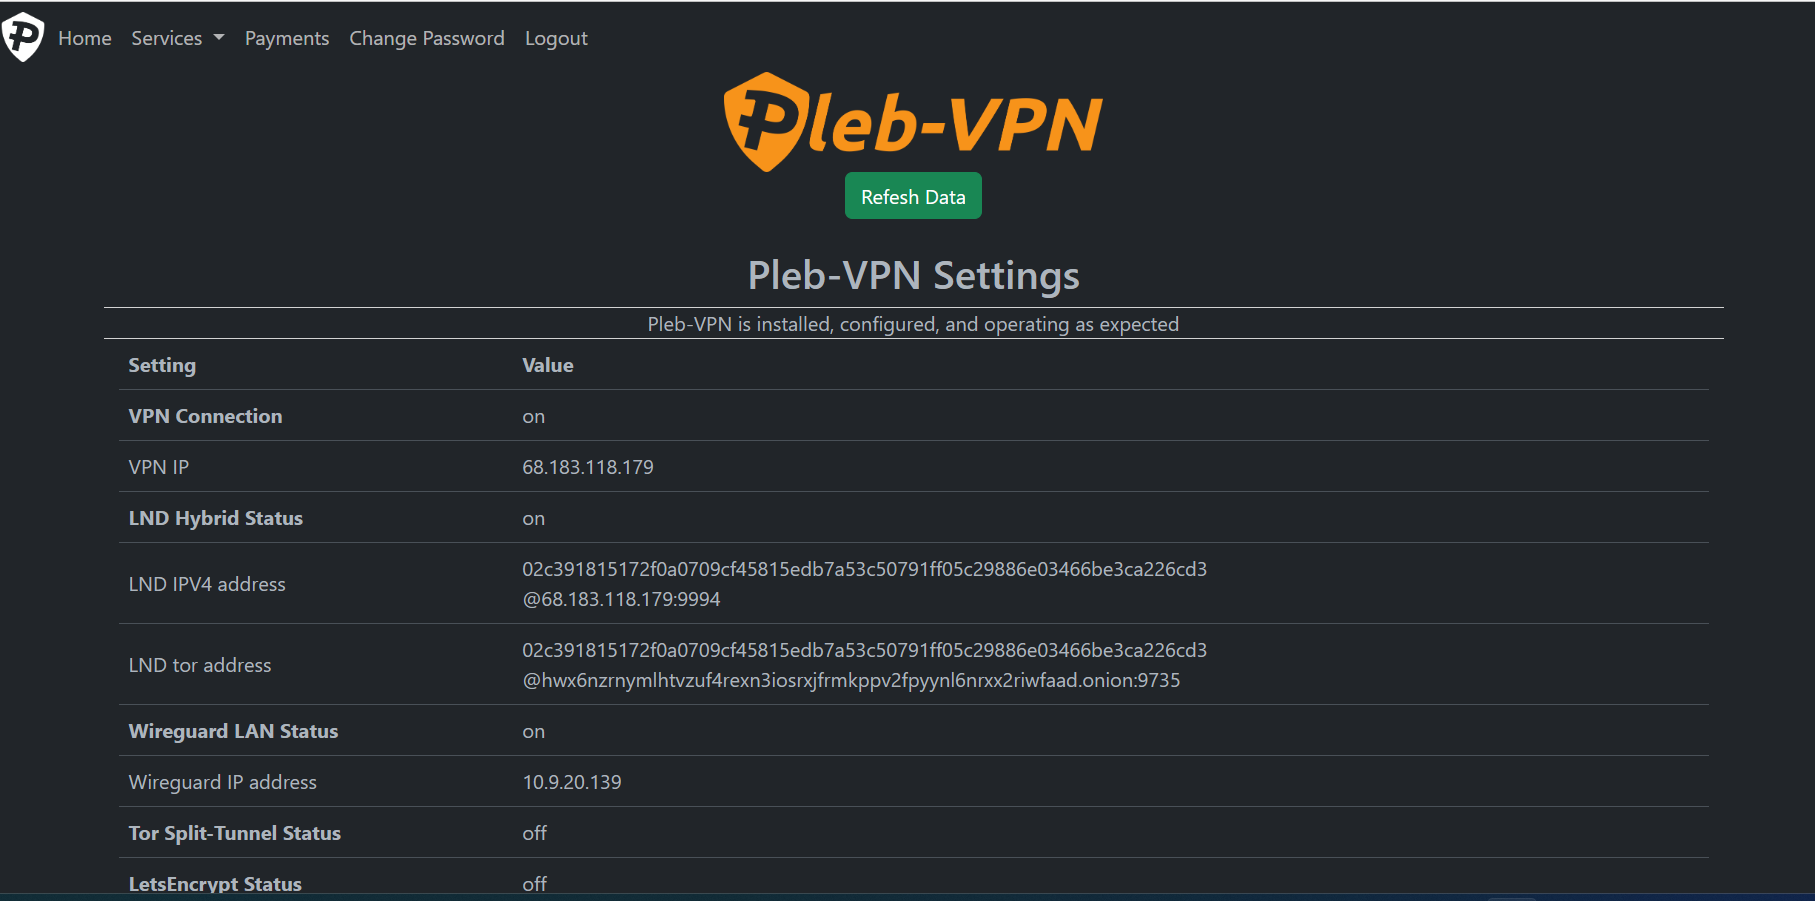 Home Services Payments Change Password Logout
Pleb-VPN
Refesh Data
Pleb-VPN Settings
Pleb-VPN is installed, configured, and operating as expected
Setting Value
VPN Connection on
VPN IP 68.183.118.179
LND Hybrid Status on
LND IPV4 address
02c391815172f0a0709cf45815edb7a53c50791ff05c29886e03466be3ca226cd3
@68.183.118.179:9994
LND tor address
02c391815172f0a0709cf45815edb7a53c50791ff05c29886e03466be3ca226cd3
@hwx6nzrnymlhtvzuf4rexn3iosrxjfrmkppv2fpyynl6nrxx2riwfaad.onion:9735
Wireguard LAN Status on
Wireguard IP address 10.9.20.139
Tor Split-Tunnel Status off
LetsEncrypt Status off